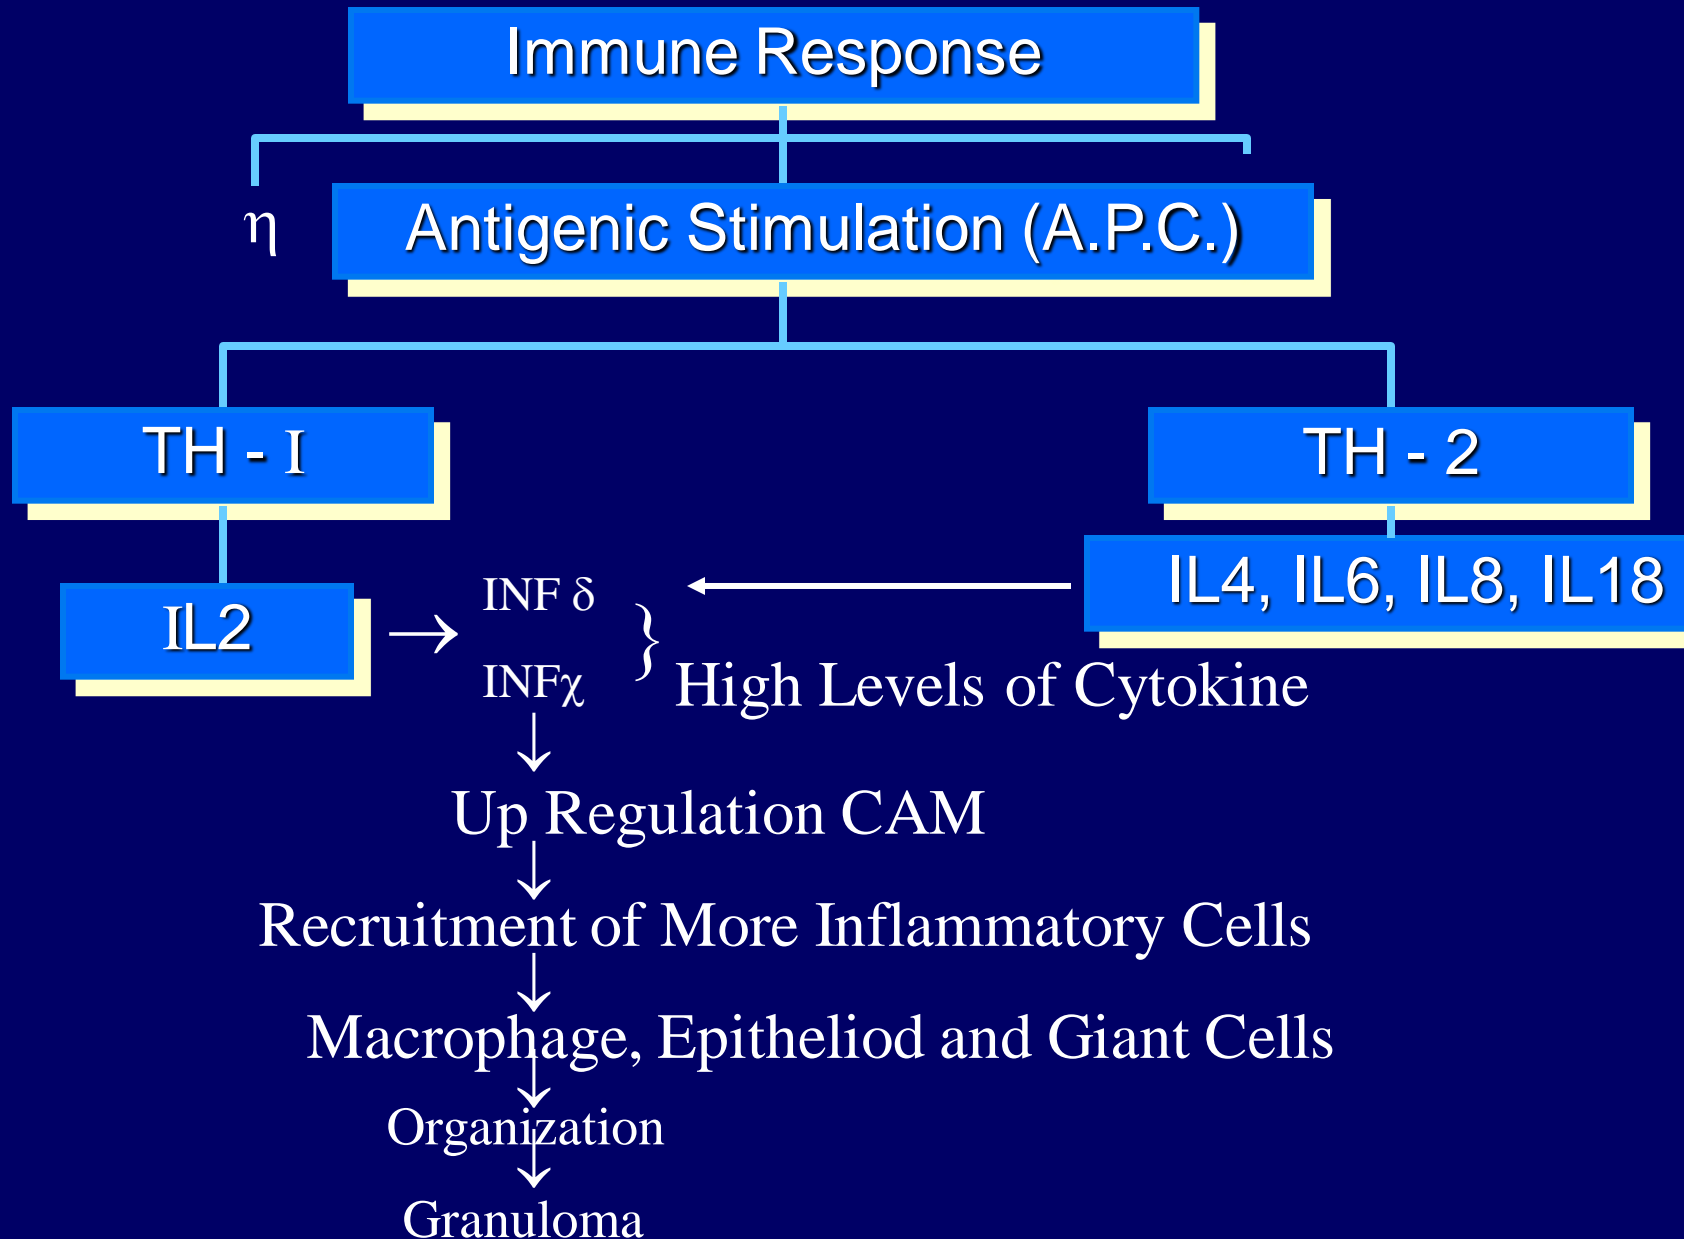 Immune Response
η
Antigenic Stimulation (A.P.C.)
TH - I
TH - 2
IL4, IL6, IL8, IL18
IL2
→
INF δ
INFχ
}
High Levels of Cytokine
↓
Up Regulation CAM
↓
Recruitment of More Inflammatory Cells
↓
Macrophage, Epitheliod and Giant Cells
↓
Organization
↓
Granuloma